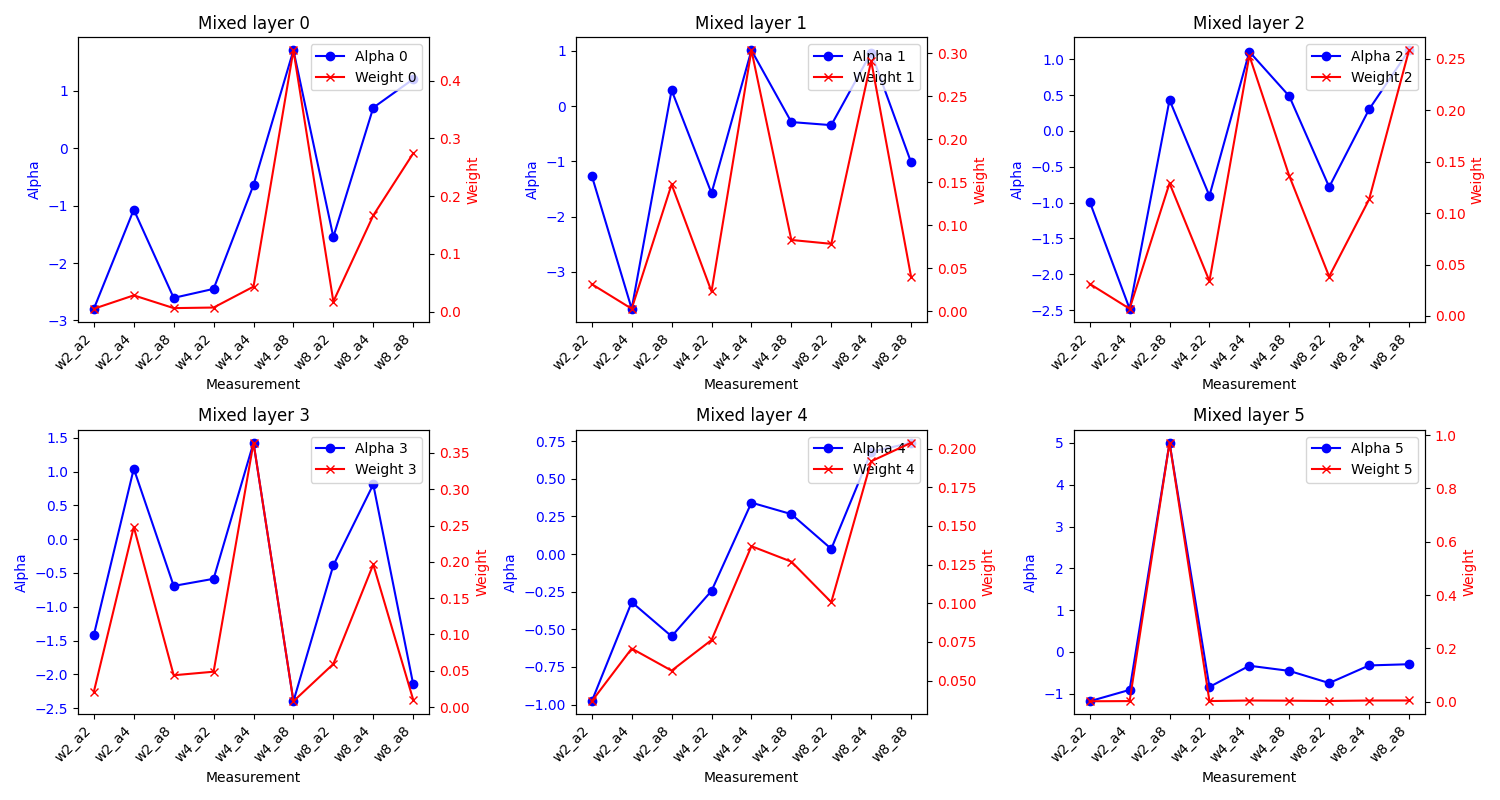 Mixed layer 0
Alpha 0
Weight 0
1
0
−1
−2
−3
Alpha
0.4
0.3
0.2
0.1
0.0
Weight
w2_a2
w2_a4
w2_a8
w4_a2
w4_a4
w4_a8
w8_a2
w8_a4
w8_a8
Measurement
Mixed layer 1
Alpha 1
Weight 1
1
0
−1
−2
−3
Alpha
0.30
0.25
0.20
0.15
0.10
0.05
0.00
Weight
w2_a2
w2_a4
w2_a8
w4_a2
w4_a4
w4_a8
w8_a2
w8_a4
w8_a8
Measurement
Mixed layer 2
Alpha 2
Weight 2
1.0
0.5
0.0
−0.5
−1.0
−1.5
−2.0
−2.5
Alpha
0.25
0.20
0.15
0.10
0.05
0.00
Weight
w2_a2
w2_a4
w2_a8
w4_a2
w4_a4
w4_a8
w8_a2
w8_a4
w8_a8
Measurement
Mixed layer 3
Alpha 3
Weight 3
1.5
1.0
0.5
0.0
−0.5
−1.0
−1.5
−2.0
−2.5
Alpha
0.35
0.30
0.25
0.20
0.15
0.10
0.05
0.00
Weight
w2_a2
w2_a4
w2_a8
w4_a2
w4_a4
w4_a8
w8_a2
w8_a4
w8_a8
Measurement
Mixed layer 4
Alpha 4
Weight 4
0.75
0.50
0.25
0.00
−0.25
−0.50
−0.75
−1.00
Alpha
0.200
0.175
0.150
0.125
0.100
0.075
0.050
Weight
w2_a2
w2_a4
w2_a8
w4_a2
w4_a4
w4_a8
w8_a2
w8_a4
w8_a8
Measurement
Mixed layer 5
Alpha 5
Weight 5
5
4
3
2
1
0
−1
Alpha
1.0
0.8
0.6
0.4
0.2
0.0
Weight
w2_a2
w2_a4
w2_a8
w4_a2
w4_a4
w4_a8
w8_a2
w8_a4
w8_a8
Measurement